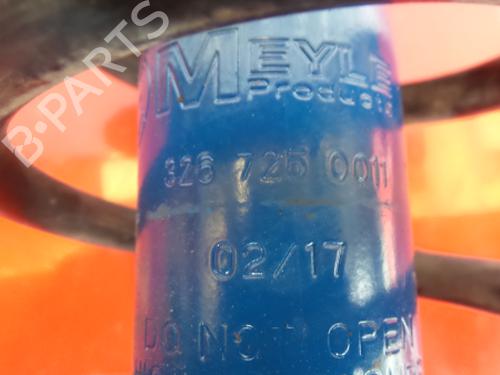 MEYLE
Products
326 725 0011
02/17
DO NOT OPEN
B-PARTS